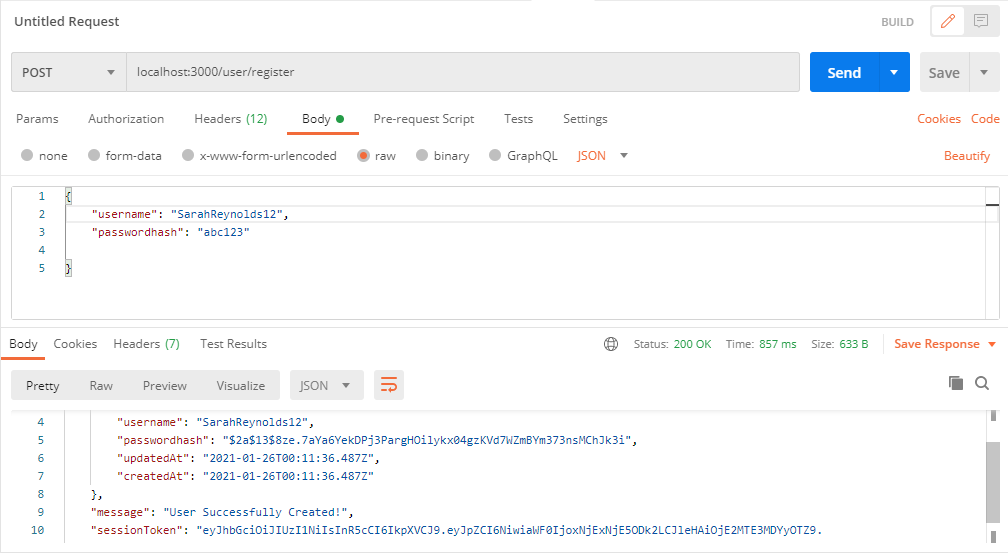 Untitled Request
BUILD
POST
localhost:3000/user/register
Send
Save
Params Authorization Headers (12) Body Pre-request Script Tests Settings Cookies Code
none form-data x-www-form-urlencoded raw binary GraphQL JSON Beautify
1 {
2 "username": "SarahReynolds12",
3 "passwordhash": "abc123"
4
5 }
Body Cookies Headers (7) Test Results Status: 200 OK Time: 857 ms Size: 633 B Save Response
Pretty Raw Preview Visualize JSON
4 "username": "SarahReynolds12",
5 "passwordhash": "$2a$13$8ze.7aYa6YekDPj3PargHOilykx04gzKVd7WZmBYm373nsMChJk3i",
6 "updatedAt": "2021-01-26T00:11:36.487Z",
7 "createdAt": "2021-01-26T00:11:36.487Z"
8 },
9 "message": "User Successfully Created!",
10 "sessionToken": "eyJhbGciOiJIUzI1NiIsInR5cCI6IkpXVCJ9.eyJpZCI6NiwiaWF0IjoxNjExNjE5ODk2LCJleHAiOjE2MTE3MDYyOTZ9.